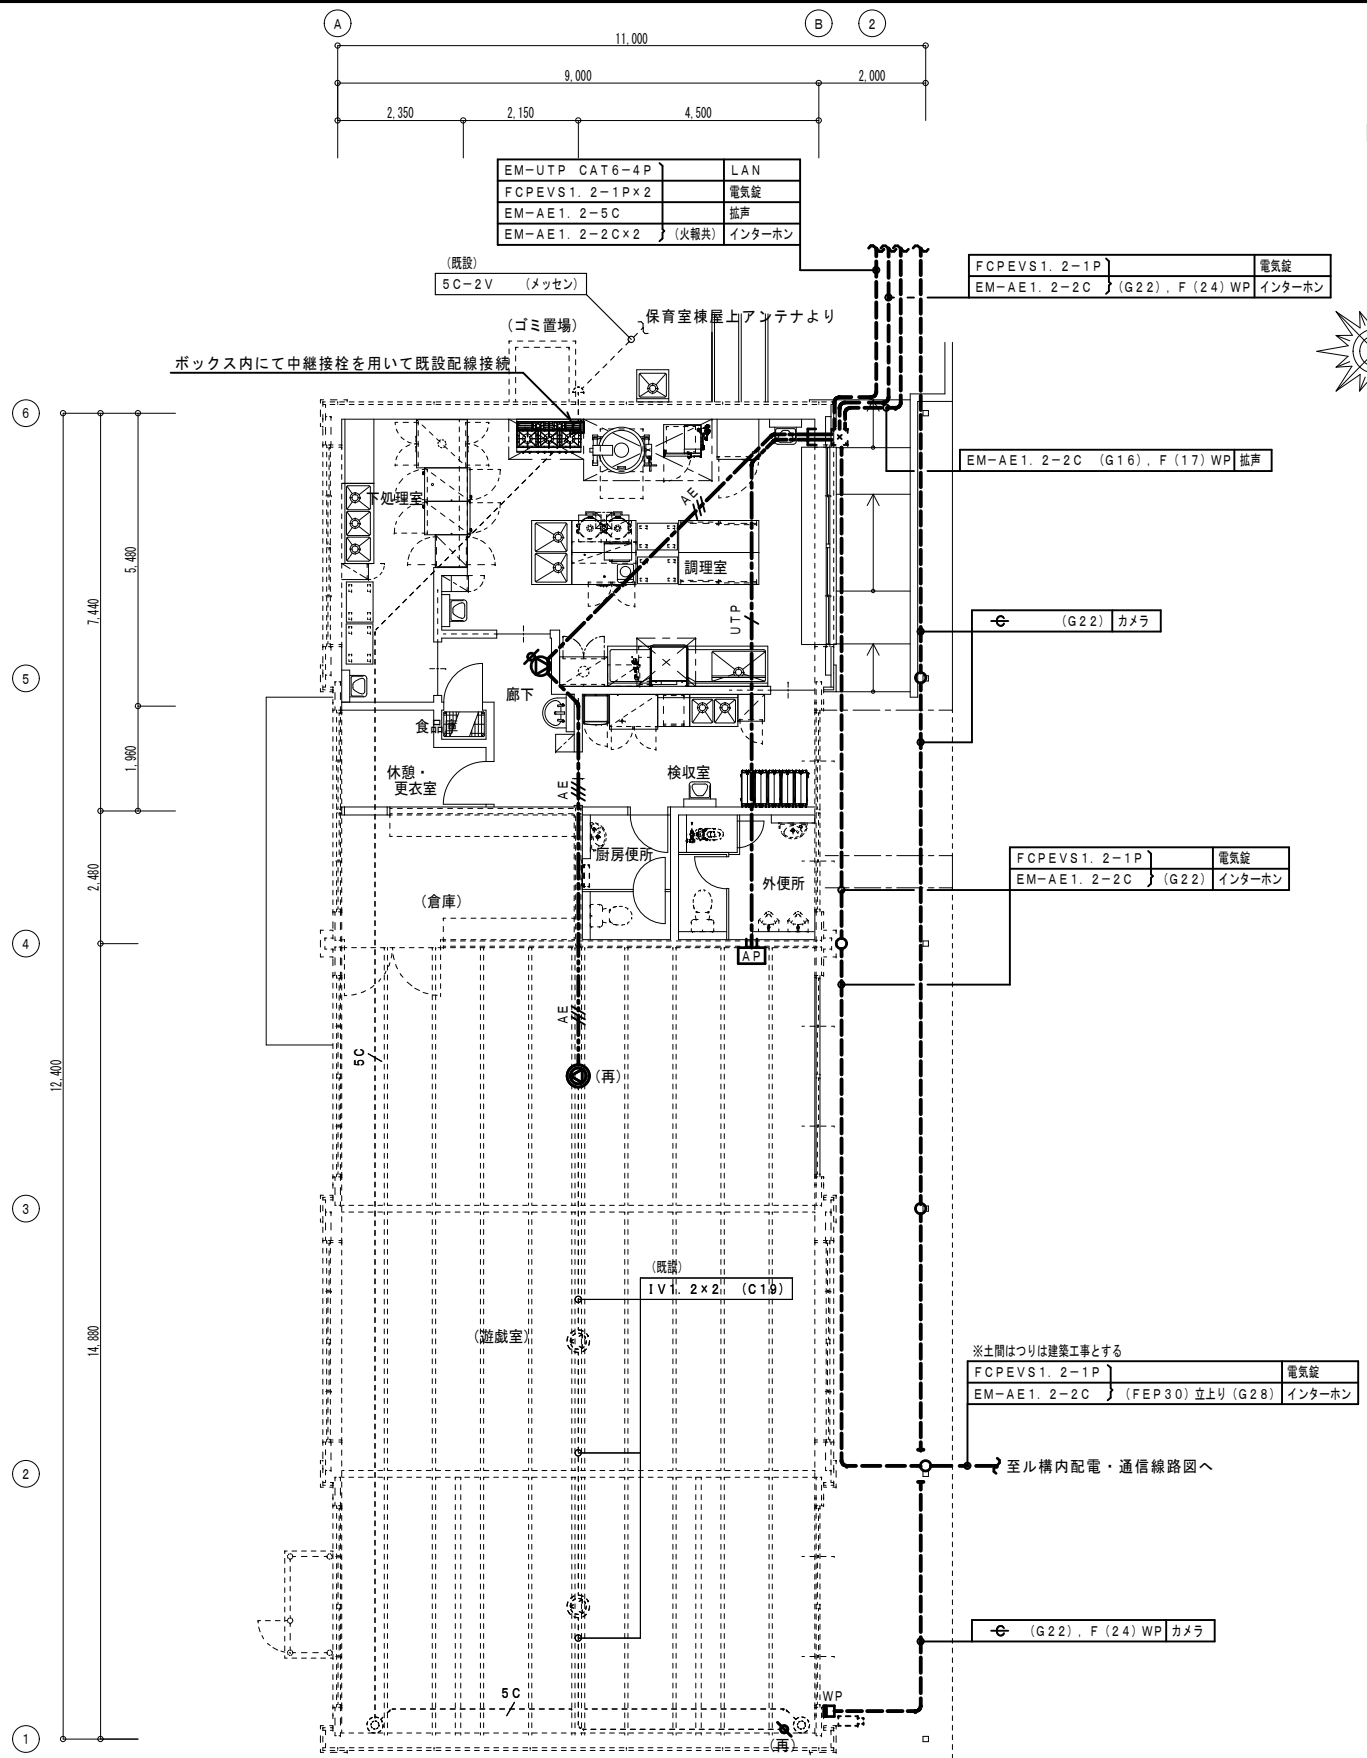 A
B
2
11,000
9,000
2,000
2,350
2,150
4,500
EM-UTP CAT6-4P LAN
FCPEVS1.2-1P×2 電気錠
EM-AE1.2-5C 拡声
EM-AE1.2-2C×2 (火報共) インターホン
(既設)
5C-2V (メッセン)
FCPEVS1.2-1P 電気錠
EM-AE1.2-2C (G22),F(24)WP インターホン
(ゴミ置場)
保育室棟屋上アンテナより
ボックス内にて中継接栓を用いて既設配線接続
6
EM-AE1.2-2C (G16),F(17)WP 拡声
下処理室
AE
調理室
5,480
7,440
UTP
(G22) カメラ
5
廊下
食品庫
1,960
休憩・
更衣室
検収室
AE
厨房便所
外便所
FCPEVS1.2-1P 電気錠
EM-AE1.2-2C (G22) インターホン
2,480
(倉庫)
4
AP
AE
5C
(再)
12,400
3
(既設)
IV1.2×2 (C19)
(遊戯室)
14,880
※土間はつりは建築工事とする
FCPEVS1.2-1P 電気錠
EM-AE1.2-2C (FEP30)立上り(G28) インターホン
2
至ル構内配電・通信線路図へ
(G22),F(24)WP カメラ
5C
WP
(再)
1